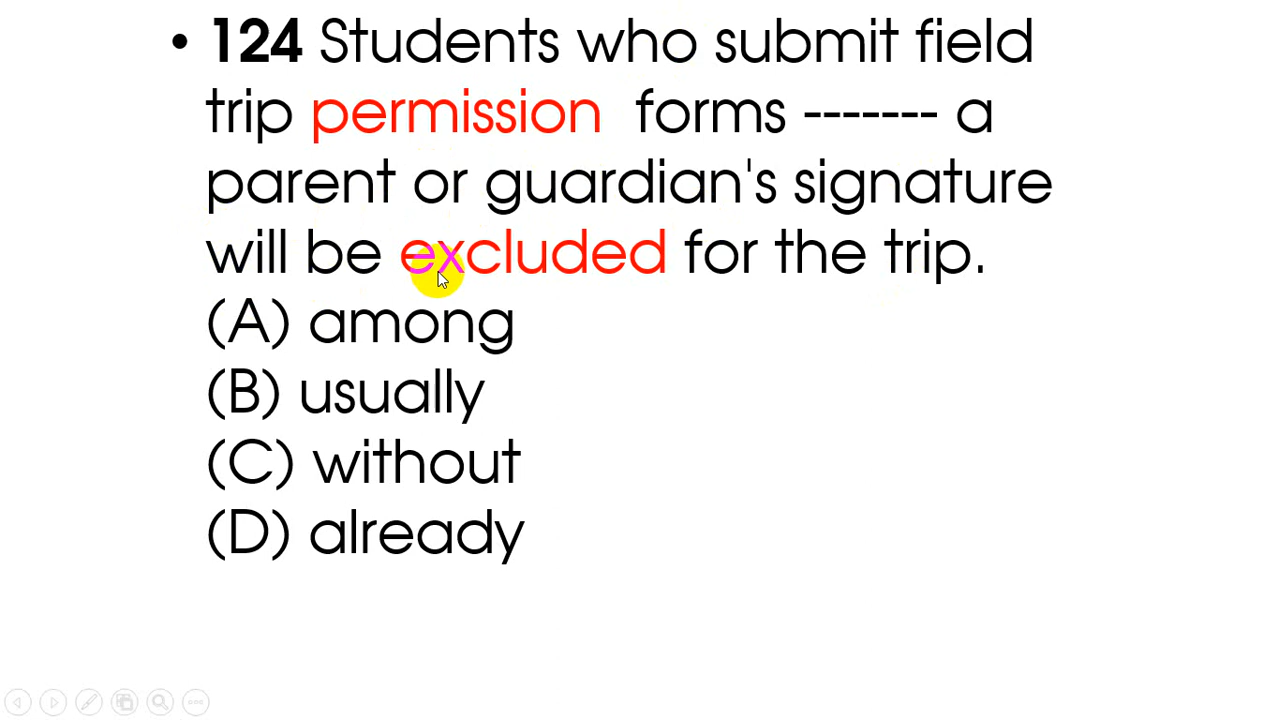 • 124 Students who submit field
trip permission forms ------- a
parent or guardian's signature
will be excluded for the trip.
(A) among
(B) usually
(C) without
(D) already